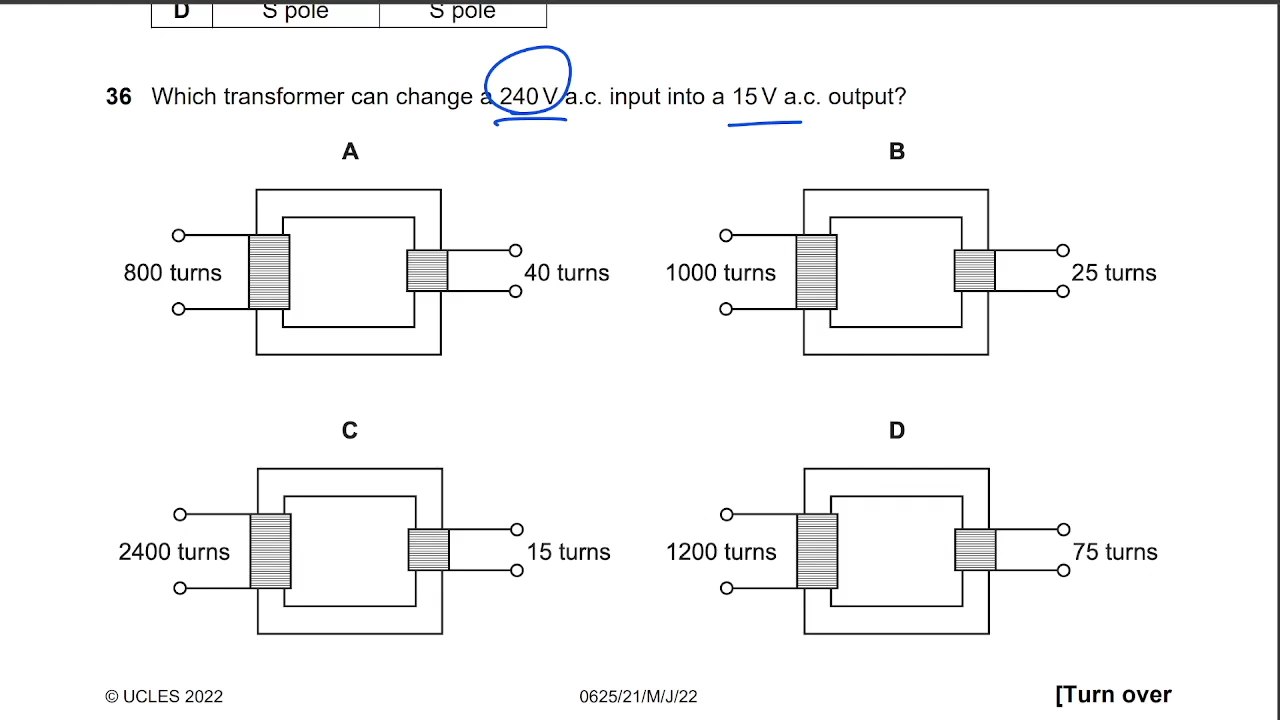 D S pole S pole
36 Which transformer can change a 240 V a.c. input into a 15 V a.c. output?
A B
800 turns 40 turns 1000 turns 25 turns
C D
2400 turns 15 turns 1200 turns 75 turns
© UCLES 2022 0625/21/M/J/22 [Turn over